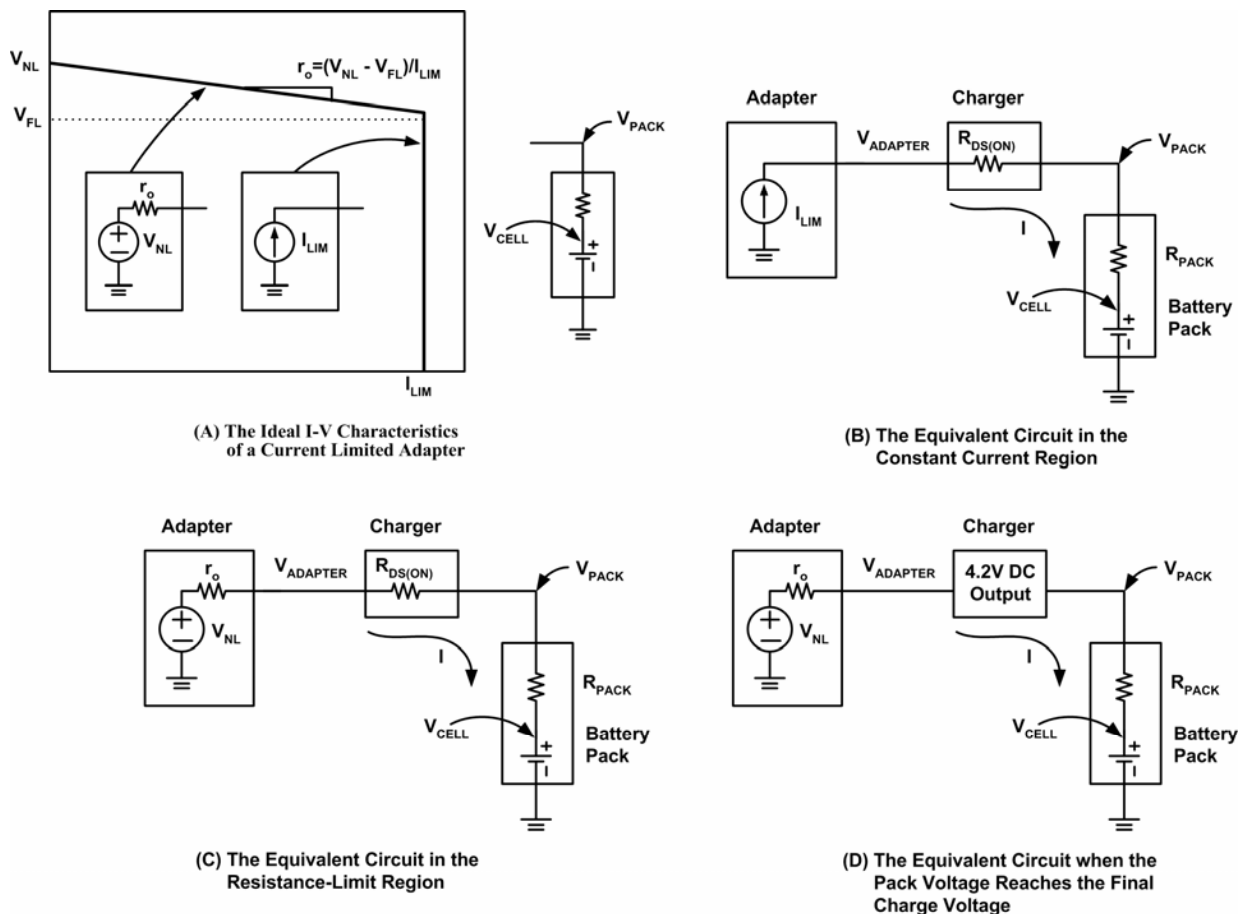 V_NL
r_o=(V_NL - V_FL)/I_LIM
V_FL
r_o
V_NL
I_LIM
I_LIM
V_PACK
V_CELL
+
I
(A) The Ideal I-V Characteristics
of a Current Limited Adapter
Adapter
Charger
V_ADAPTER
R_DS(ON)
V_PACK
I_LIM
I
R_PACK
V_CELL
+
I
Battery
Pack
(B) The Equivalent Circuit in the
Constant Current Region
Adapter
Charger
r_o
V_ADAPTER
R_DS(ON)
V_PACK
+
−
V_NL
I
R_PACK
V_CELL
+
I
Battery
Pack
(C) The Equivalent Circuit in the
Resistance-Limit Region
Adapter
Charger
r_o
V_ADAPTER
4.2V DC
Output
V_PACK
+
−
V_NL
I
R_PACK
V_CELL
+
I
Battery
Pack
(D) The Equivalent Circuit when the
Pack Voltage Reaches the Final
Charge Voltage